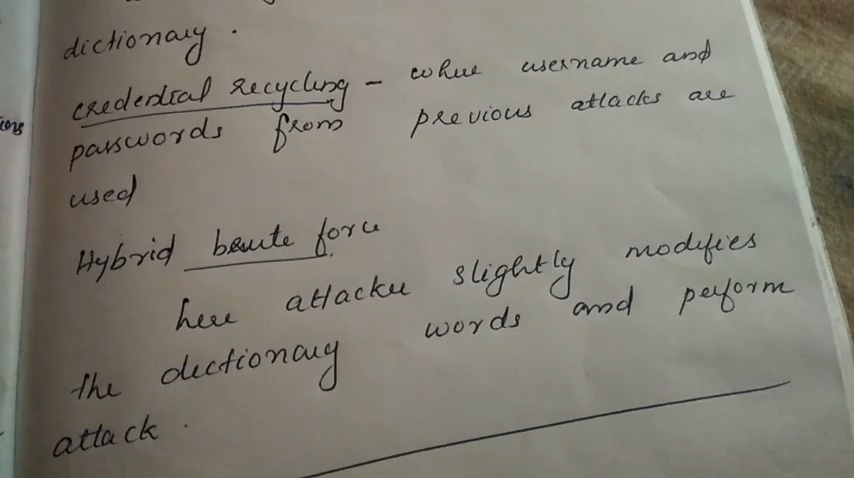 dictionary.
credential recycling - where username and
passwords from previous attacks are
used
Hybrid brute force
here attacker slightly modifies
the dictionary words and perform
attack.